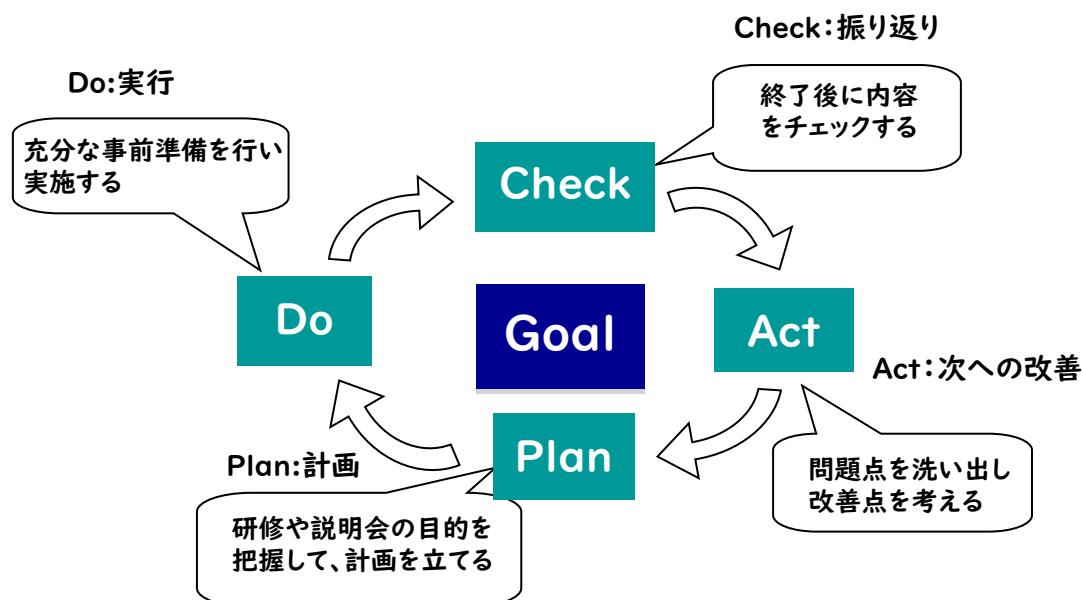 Check：振り返り
終了後に内容
をチェックする
Do:実行
充分な事前準備を行い
実施する
Check
Do
Goal
Act
Act：次への改善
問題点を洗い出し
改善点を考える
Plan
Plan:計画
研修や説明会の目的を
把握して、計画を立てる